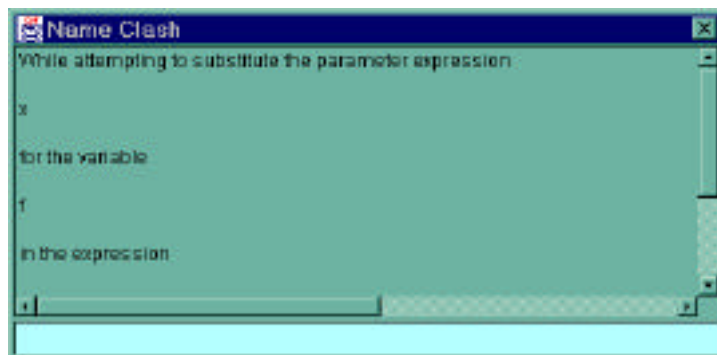 Name Clash
While attempting to substitute the parameter expression
x
for the variable
f
in the expression